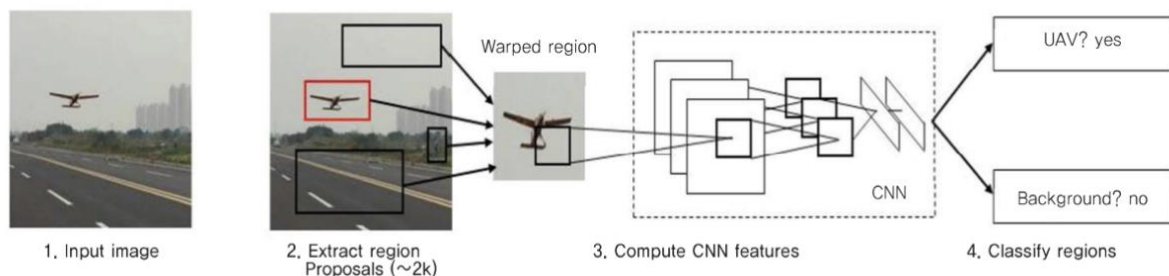 Warped region
UAV? yes
CNN
Background? no
1. Input image
2. Extract region
Proposals (~2k)
3. Compute CNN features
4. Classify regions